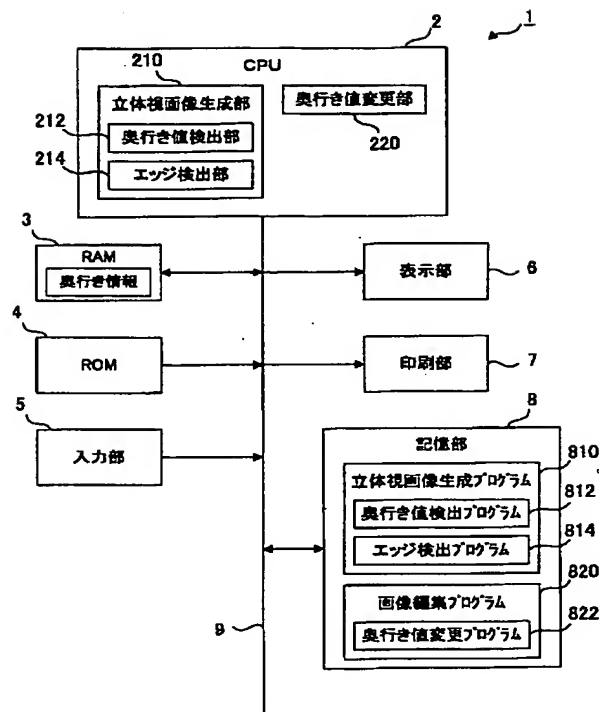 1
2
CPU
210
立体視画像生成部
212
奥行き値検出部
214
エッジ検出部
奥行き値変更部
220
3
RAM
奥行き情報
表示部
6
4
ROM
印刷部
7
5
入力部
8
記憶部
810
立体視画像生成プログラム
812
奥行き値検出プログラム
814
エッジ検出プログラム
820
画像編集プログラム
822
奥行き値変更プログラム
9